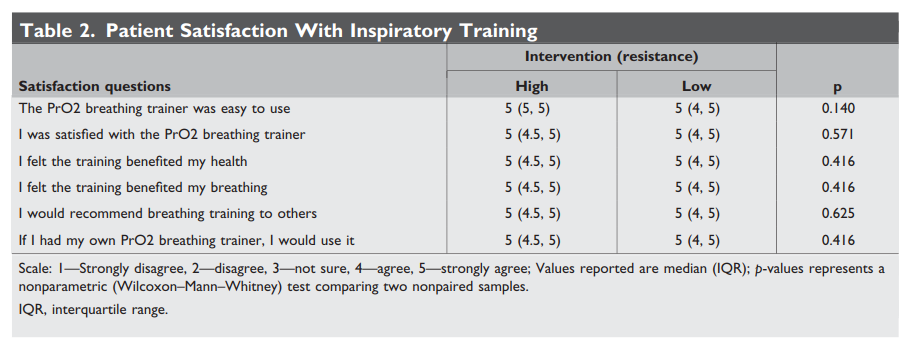 Table 2. Patient Satisfaction With Inspiratory Training
Intervention (resistance)
Satisfaction questions High Low p
The PrO2 breathing trainer was easy to use 5 (5, 5) 5 (4, 5) 0.140
I was satisfied with the PrO2 breathing trainer 5 (4.5, 5) 5 (4, 5) 0.571
I felt the training benefited my health 5 (4.5, 5) 5 (4, 5) 0.416
I felt the training benefited my breathing 5 (4.5, 5) 5 (4, 5) 0.416
I would recommend breathing training to others 5 (4.5, 5) 5 (4, 5) 0.625
If I had my own PrO2 breathing trainer, I would use it 5 (4.5, 5) 5 (4, 5) 0.416
Scale: 1—Strongly disagree, 2—disagree, 3—not sure, 4—agree, 5—strongly agree; Values reported are median (IQR); p-values represents a
nonparametric (Wilcoxon–Mann–Whitney) test comparing two nonpaired samples.
IQR, interquartile range.